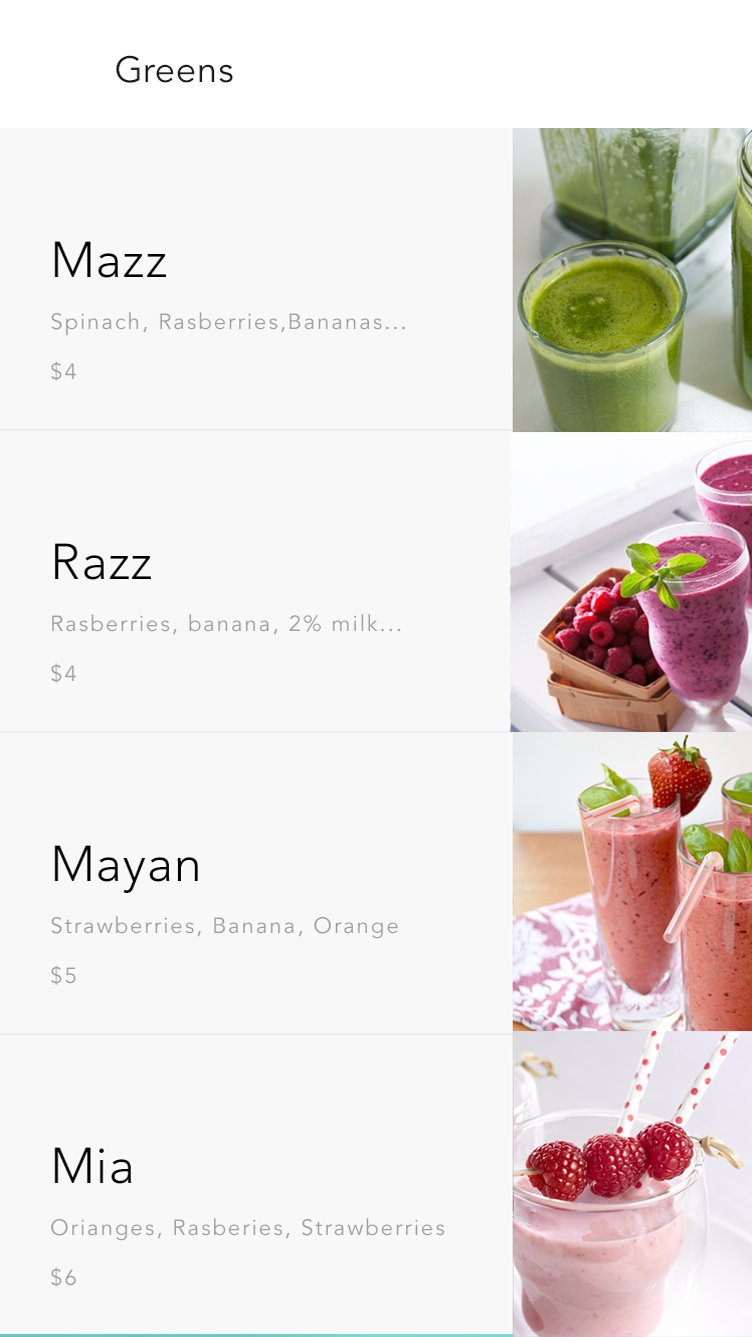 Greens
Mazz
Spinach, Rasberries,Bananas...
$4
Razz
Rasberries, banana, 2% milk...
$4
Mayan
Strawberries, Banana, Orange
$5
Mia
Orianges, Rasberies, Strawberries
$6